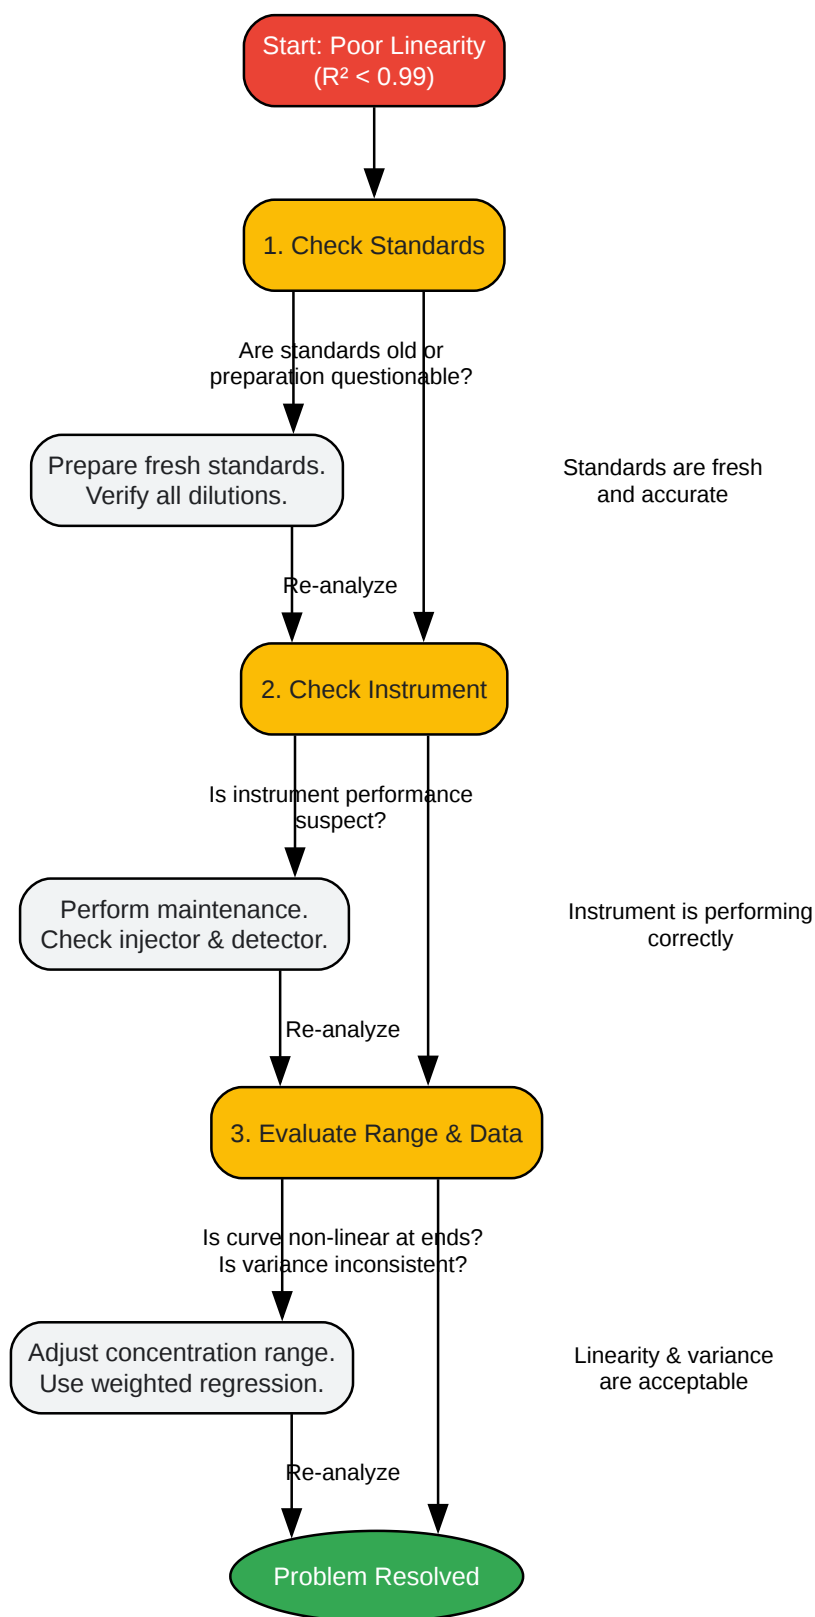 Start: Poor Linearity
(R² < 0.99)
1. Check Standards
Are standards old or
preparation questionable?
Prepare fresh standards.
Verify all dilutions.
Standards are fresh
and accurate
Re-analyze
2. Check Instrument
Is instrument performance
suspect?
Perform maintenance.
Check injector & detector.
Instrument is performing
correctly
Re-analyze
3. Evaluate Range & Data
Is curve non-linear at ends?
Is variance inconsistent?
Adjust concentration range.
Use weighted regression.
Linearity & variance
are acceptable
Re-analyze
Problem Resolved